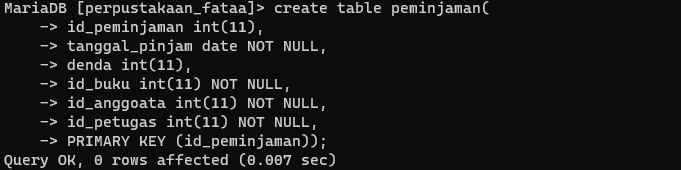 MariaDB [perpustakaan_fataa]> create table peminjaman(
    -> id_peminjaman int(11),
    -> tanggal_pinjam date NOT NULL,
    -> denda int(11),
    -> id_buku int(11) NOT NULL,
    -> id_anggoata int(11) NOT NULL,
    -> id_petugas int(11) NOT NULL,
    -> PRIMARY KEY (id_peminjaman));
Query OK, 0 rows affected (0.007 sec)